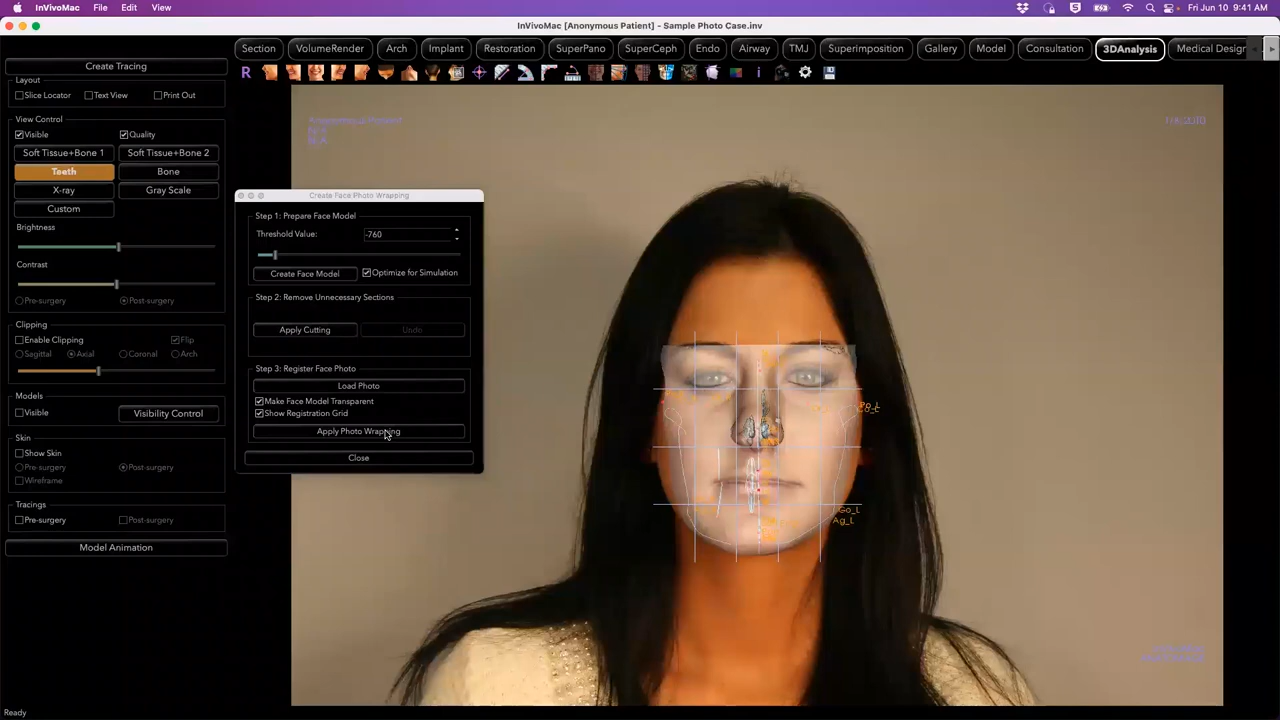 InVivoMac File Edit View Fri Jun 10 9:41 AM
InVivoMac [Anonymous Patient] - Sample Photo Case.inv
Section VolumeRender Arch Implant Restoration SuperPano SuperCeph Endo Airway TMJ Superimposition Gallery Model Consultation 3DAnalysis Medical Design
Create Tracing
Layout
Slice Locator Text View Print Out
View Control
Visible Quality
Soft Tissue+Bone 1 Soft Tissue+Bone 2
Teeth Bone
X-ray Gray Scale
Custom
Brightness
Contrast
Pre-surgery Post-surgery
Clipping
Enable Clipping Flip
Sagittal Axial Coronal Arch
Models
Visible Visibility Control
Skin
Show Skin
Pre-surgery Post-surgery
Wireframe
Tracings
Pre-surgery Post-surgery
Model Animation
Ready
Create Face Photo Wrapping
Step 1: Prepare Face Model
Threshold Value: -760
Create Face Model Optimize for Simulation
Step 2: Remove Unnecessary Sections
Apply Cutting Undo
Step 3: Register Face Photo
Load Photo
Make Face Model Transparent
Show Registration Grid
Apply Photo Wrapping
Close
Anonymous Patient
Go_L
Ag_L